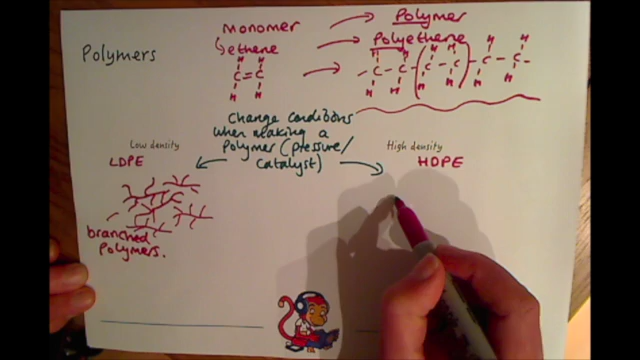 Polymers
monomer
Polymer
ethene
Polyethene
H H
C=C
H H
H H H H H H
C - C - C - C - C - C
H H H H H H
Change conditions
when making a
Polymer (pressure/
catalyst)
Low density
LDPE
High density
HDPE
branched
Polymers.